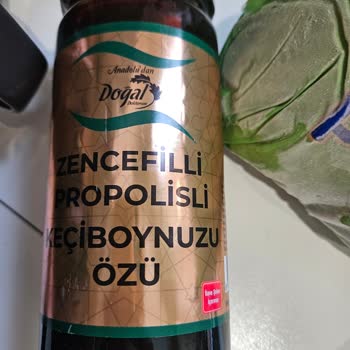 Anadolu'dan
Doğal
ZENCEFİLLİ
PROPOLİSLİ
KEÇİBOYNUZU
ÖZÜ